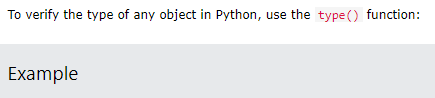 To verify the type of any object in Python, use the type() function:
Example